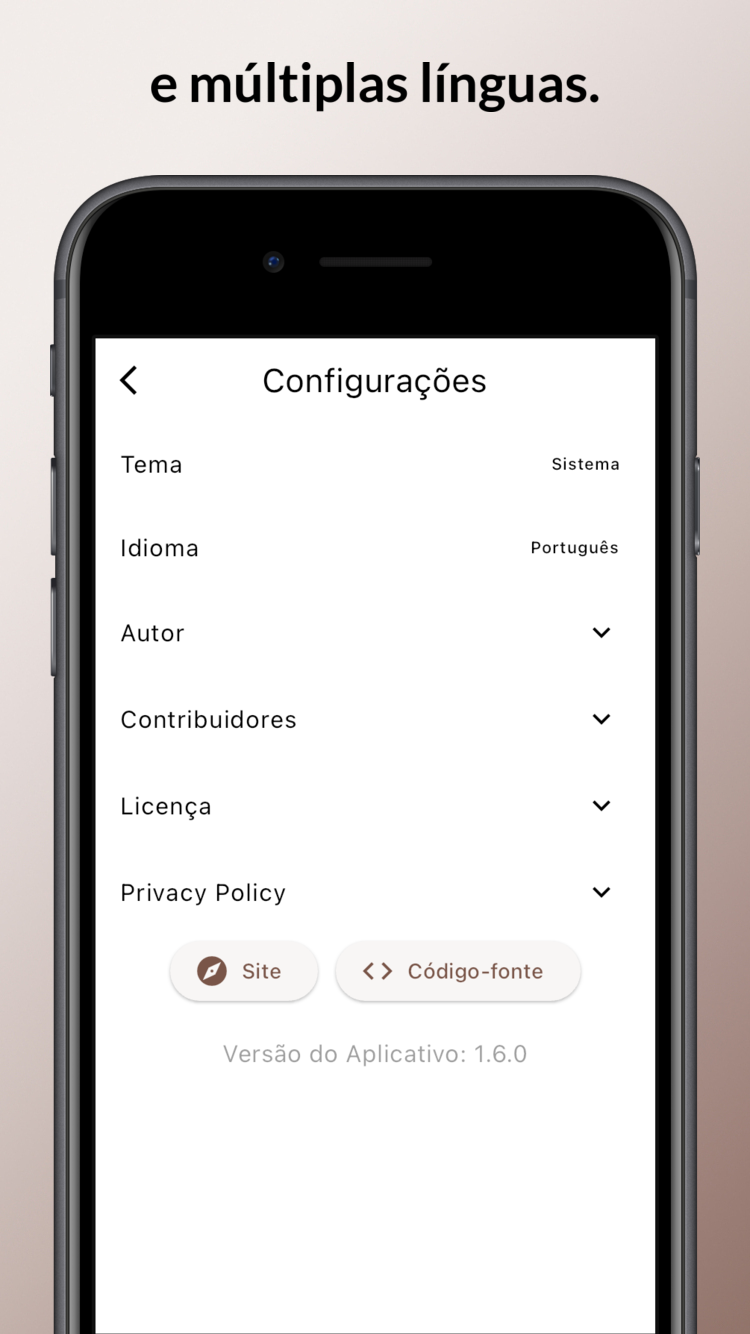 e múltiplas línguas.
Configurações
Tema Sistema
Idioma Português
Autor
Contribuidores
Licença
Privacy Policy
Site Código-fonte
Versão do Aplicativo: 1.6.0